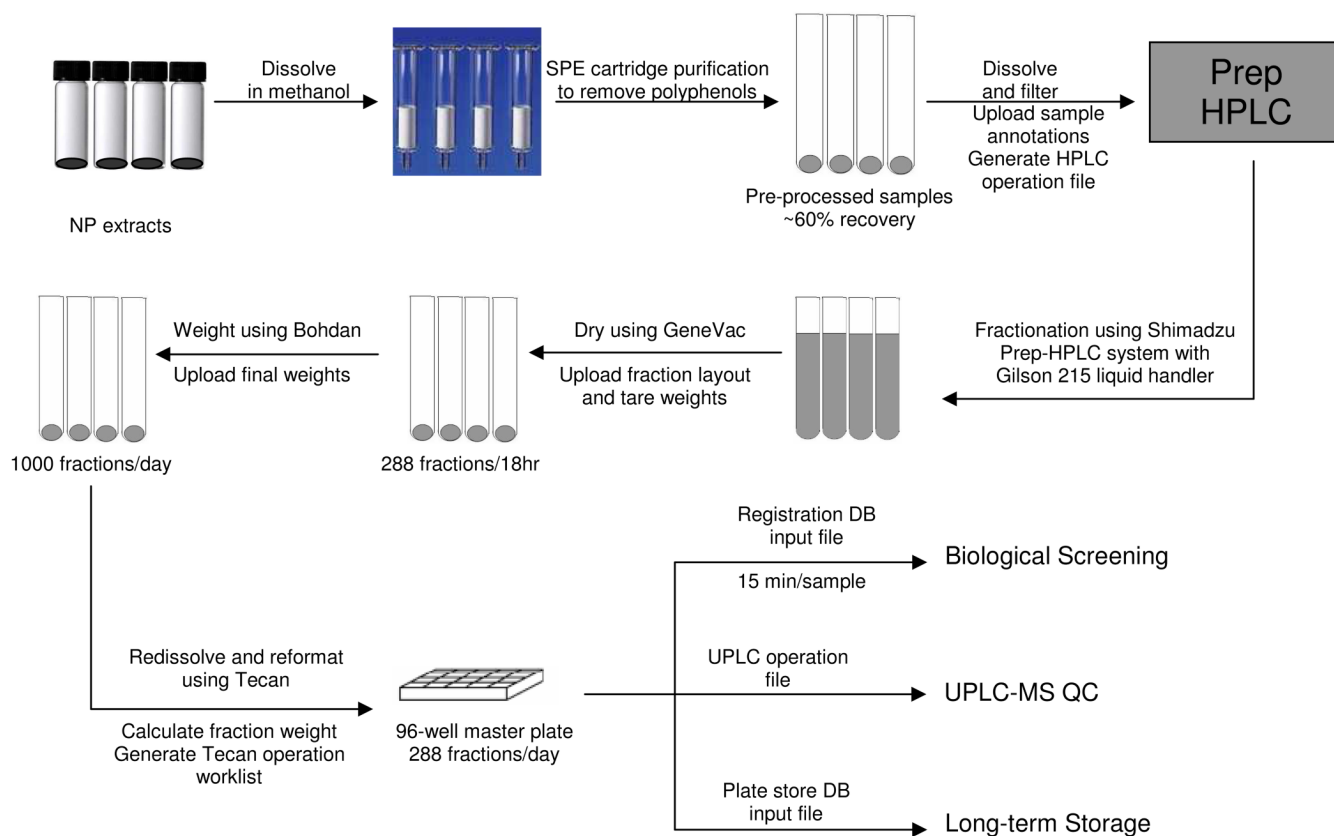 Dissolve
in methanol
SPE cartridge purification
to remove polyphenols
Dissolve
and filter
Upload sample
annotations
Generate HPLC
operation file
Prep
HPLC
NP extracts
Pre-processed samples
~60% recovery
Fractionation using Shimadzu
Prep-HPLC system with
Gilson 215 liquid handler
Dry using GeneVac
Upload fraction layout
and tare weights
Weight using Bohdan
Upload final weights
288 fractions/18hr
1000 fractions/day
Redissolve and reformat
using Tecan
Calculate fraction weight
Generate Tecan operation
worklist
96-well master plate
288 fractions/day
Registration DB
input file
15 min/sample
Biological Screening
UPLC operation
file
UPLC-MS QC
Plate store DB
input file
Long-term Storage